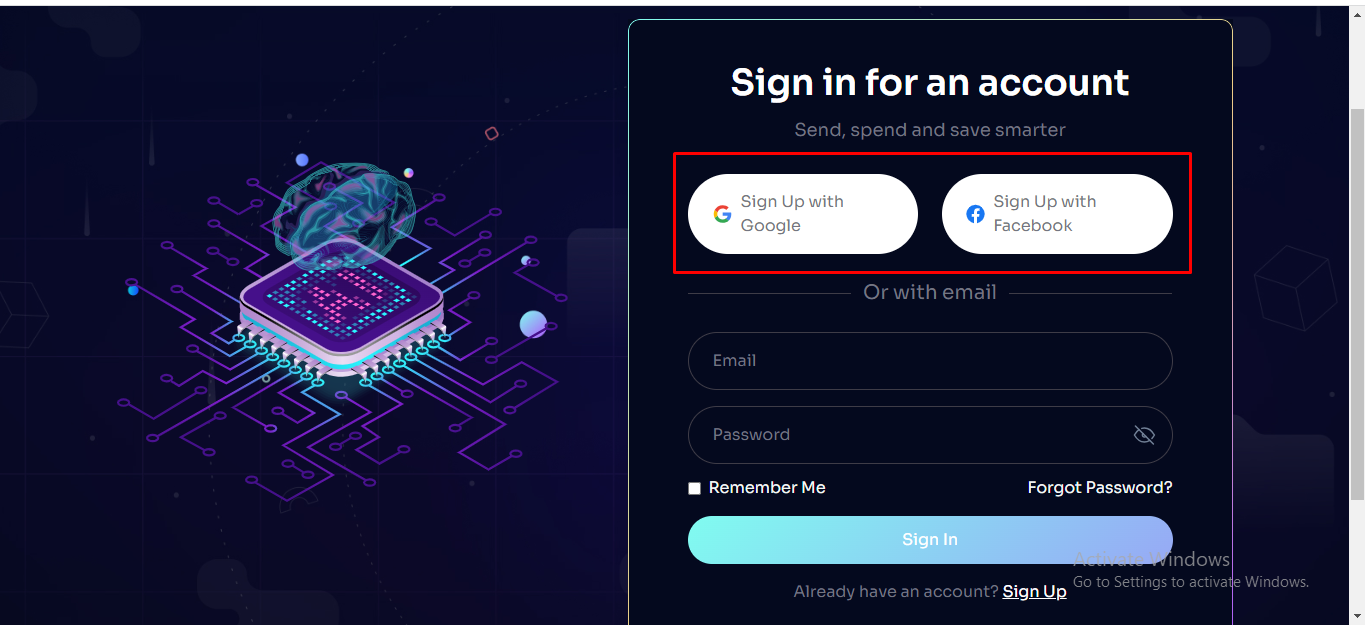 Sign in for an account
Send, spend and save smarter
Sign Up with
Google
Sign Up with
Facebook
Or with email
Email
Password
Remember Me
Forgot Password?
Sign In
Activate Windows
Go to Settings to activate Windows.
Already have an account? Sign Up